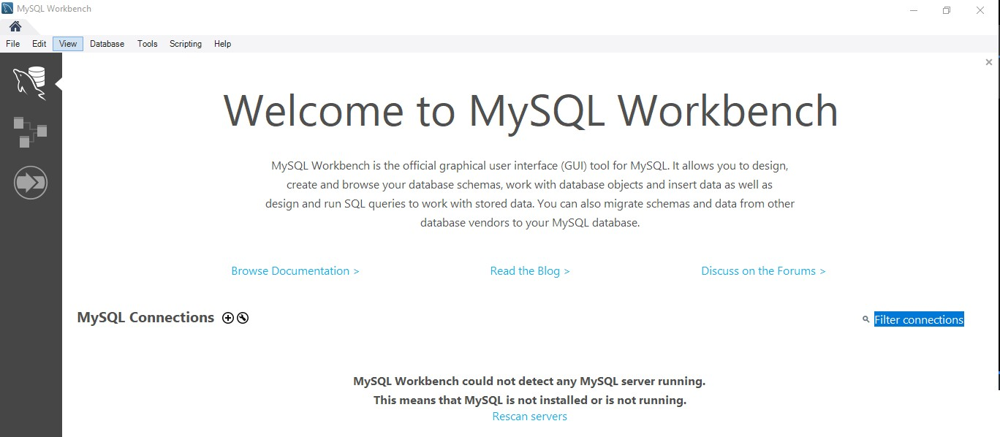 MySQL Workbench
File Edit View Database Tools Scripting Help
Welcome to MySQL Workbench
MySQL Workbench is the official graphical user interface (GUI) tool for MySQL. It allows you to design,
create and browse your database schemas, work with database objects and insert data as well as
design and run SQL queries to work with stored data. You can also migrate schemas and data from other
database vendors to your MySQL database.
Browse Documentation > Read the Blog > Discuss on the Forums >
MySQL Connections Filter connections
MySQL Workbench could not detect any MySQL server running.
This means that MySQL is not installed or is not running.
Rescan servers